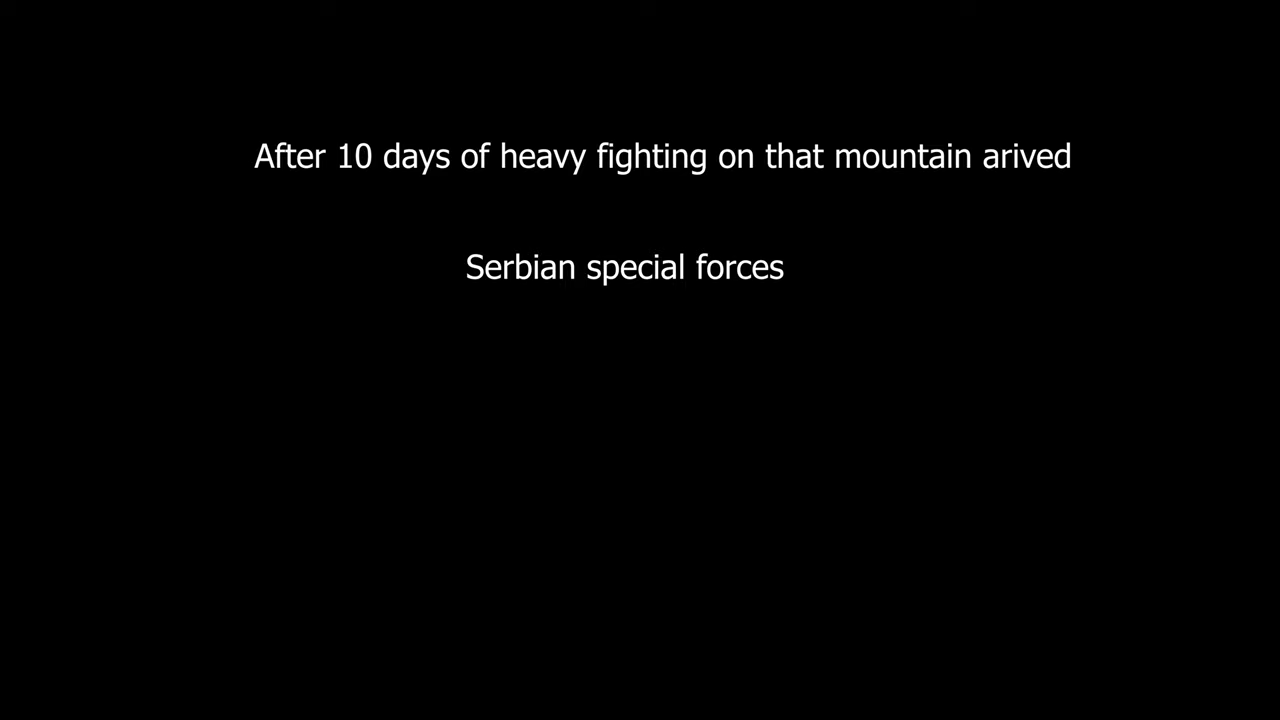 After 10 days of heavy fighting on that mountain arived
Serbian special forces